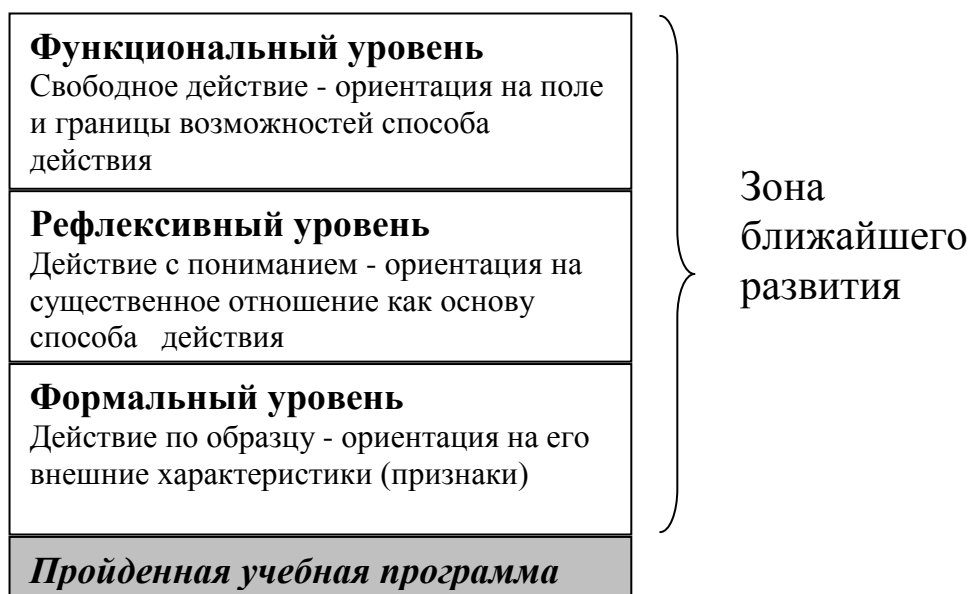 Функциональный уровень
Свободное действие - ориентация на поле
и границы возможностей способа
действия
Рефлексивный уровень
Действие с пониманием - ориентация на
существенное отношение как основу
способа действия
Формальный уровень
Действие по образцу - ориентация на его
внешние характеристики (признаки)
Пройденная учебная программа
Зона
ближайшего
развития